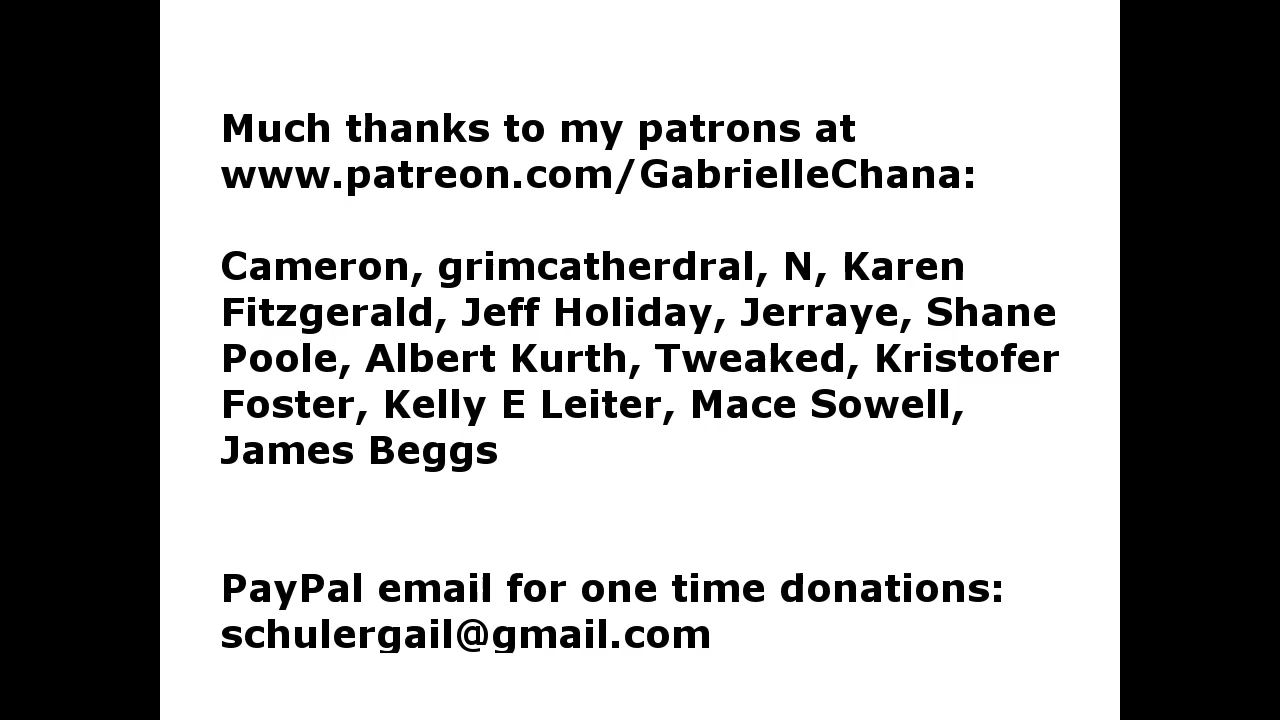 Much thanks to my patrons at
www.patreon.com/GabrielleChana:
Cameron, grimcatherdral, N, Karen
Fitzgerald, Jeff Holiday, Jerraye, Shane
Poole, Albert Kurth, Tweaked, Kristofer
Foster, Kelly E Leiter, Mace Sowell,
James Beggs
PayPal email for one time donations:
schulergail@gmail.com